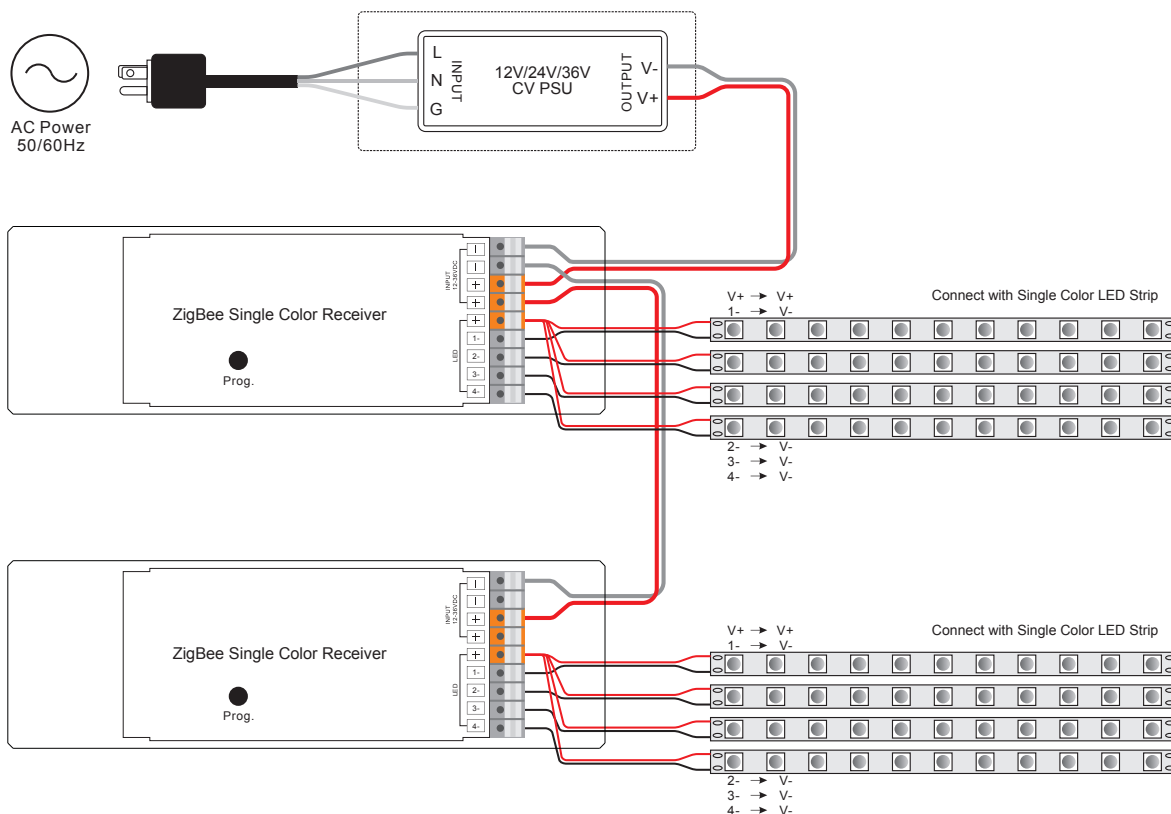 AC Power
50/60Hz
L
N
G
INPUT
12V/24V/36V
CV PSU
OUTPUT
V-
V+
ZigBee Single Color Receiver
Prog.
INPUT
12-36VDC
LED
－
－
+
+
+
1-
2-
3-
4-
V+ → V+
1- → V-
Connect with Single Color LED Strip
2- → V-
3- → V-
4- → V-
ZigBee Single Color Receiver
Prog.
INPUT
12-36VDC
LED
－
－
+
+
+
1-
2-
3-
4-
V+ → V+
1- → V-
Connect with Single Color LED Strip
2- → V-
3- → V-
4- → V-